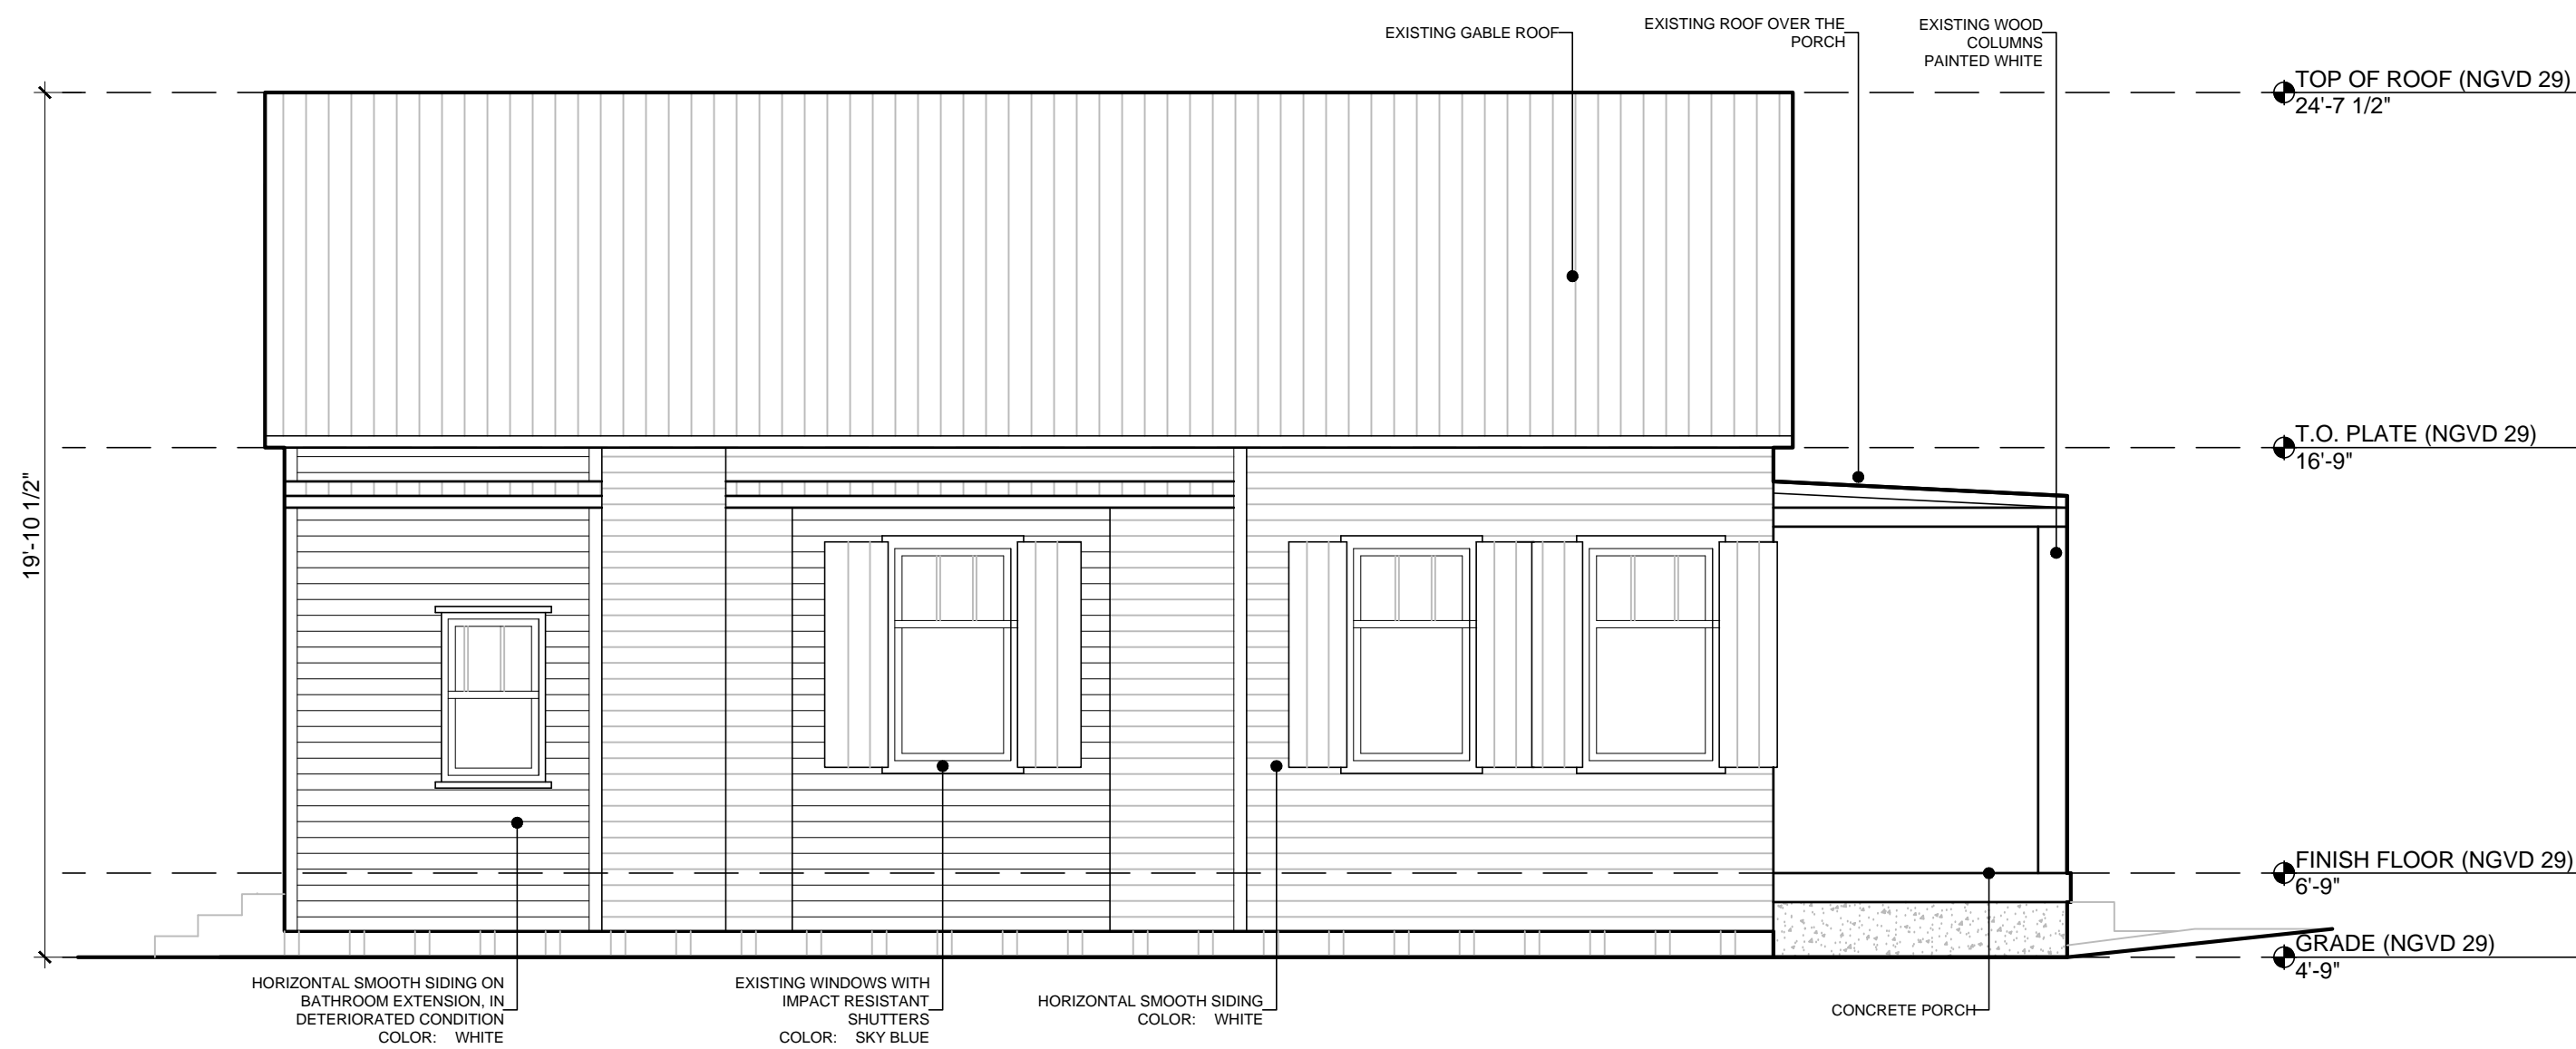 EXISTING GABLE ROOF
EXISTING ROOF OVER THE
PORCH
EXISTING WOOD
COLUMNS
PAINTED WHITE
TOP OF ROOF (NGVD 29)
24'-7 1/2"
T.O. PLATE (NGVD 29)
16'-9"
19'-10 1/2"
FINISH FLOOR (NGVD 29)
6'-9"
GRADE (NGVD 29)
4'-9"
HORIZONTAL SMOOTH SIDING ON
BATHROOM EXTENSION, IN
DETERIORATED CONDITION
COLOR: WHITE
EXISTING WINDOWS WITH
IMPACT RESISTANT
SHUTTERS
COLOR: SKY BLUE
HORIZONTAL SMOOTH SIDING
COLOR: WHITE
CONCRETE PORCH